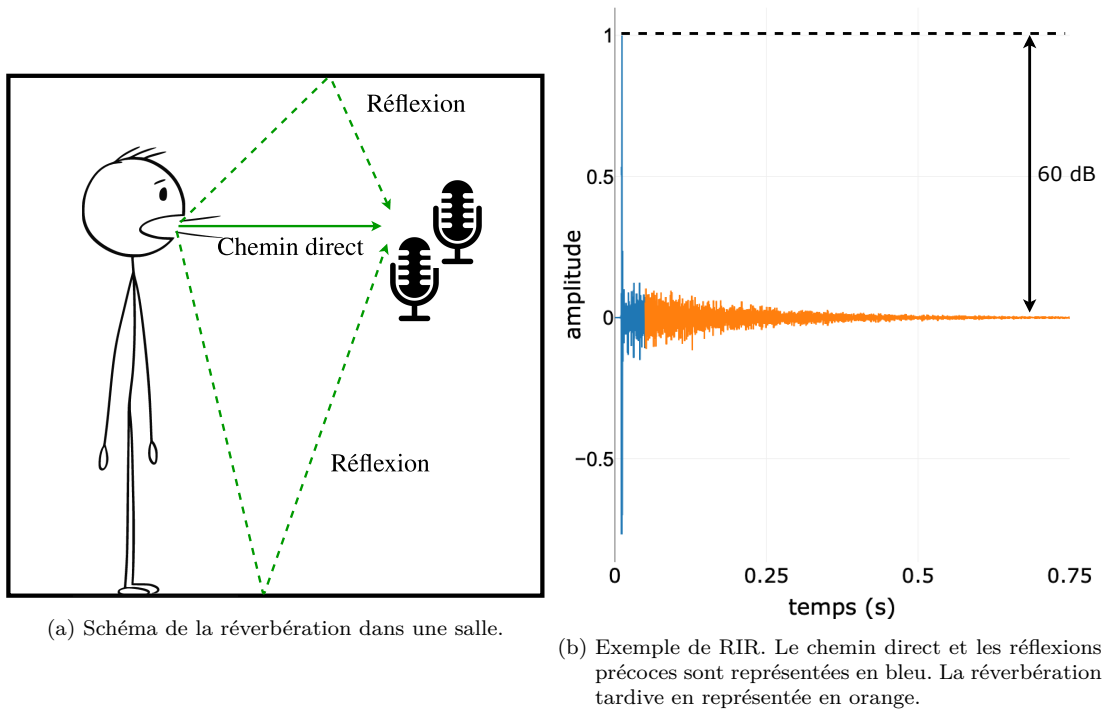 Réflexion
Chemin direct
Réflexion
(a) Schéma de la réverbération dans une salle.
1
0.5
0
−0.5
amplitude
60 dB
0
0.25
0.5
0.75
temps (s)
(b) Exemple de RIR. Le chemin direct et les réflexions
précoces sont représentées en bleu. La réverbération
tardive en représentée en orange.